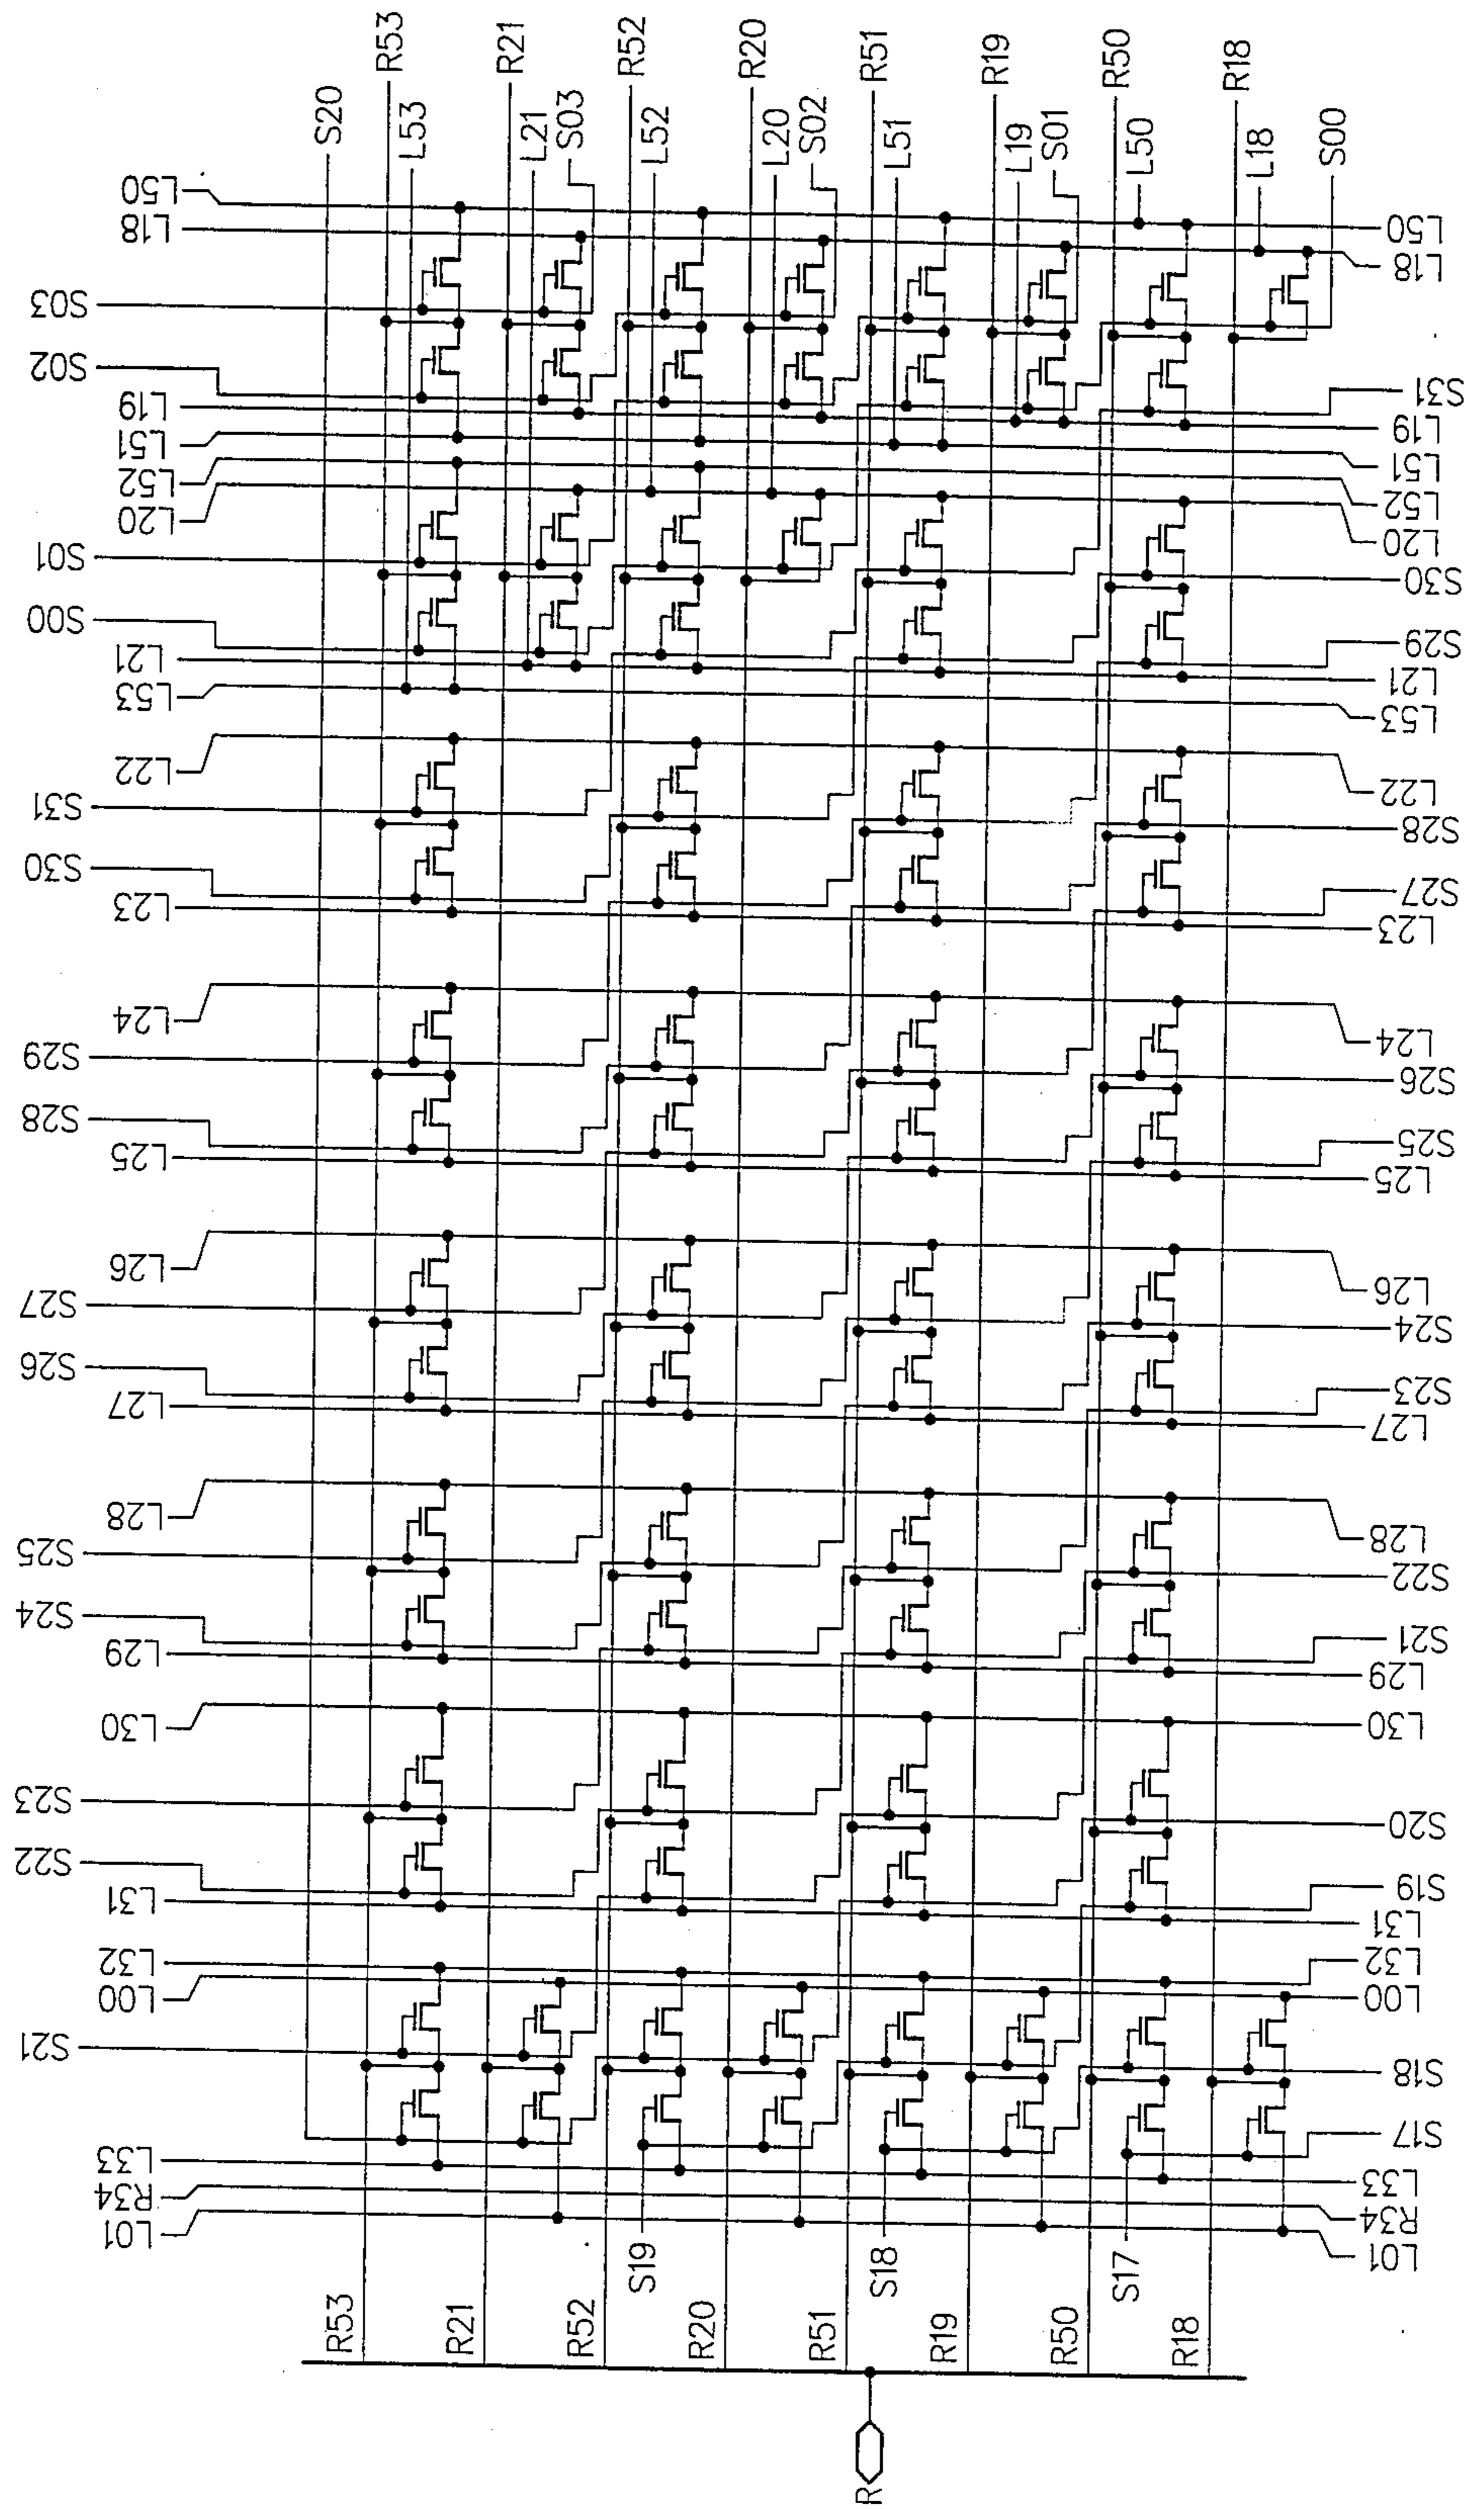 S20
R53
L53
R21
L21
S03
R52
L52
R20
L20
S02
R51
L51
R19
L19
S01
R50
L50
R18
L18
S00
L50
L18
S03
S02
L19
L51
L52
L20
S01
S00
L21
L53
L22
S31
S30
L23
L24
S29
S28
L25
L26
S27
S26
L27
L28
S25
S24
L29
L30
S23
S22
L31
L32
L00
S21
L33
R34
L01
L50
L18
S31
L19
L51
L52
L20
S30
S29
L21
L53
L22
S28
S27
L23
L24
S26
S25
L25
L26
S24
S23
L27
L28
S22
S21
L29
L30
S20
S19
L31
L32
L00
S18
S17
L33
R34
L01
R53
R21
R52
S19
R20
R51
S18
R19
R50
S17
R18
R